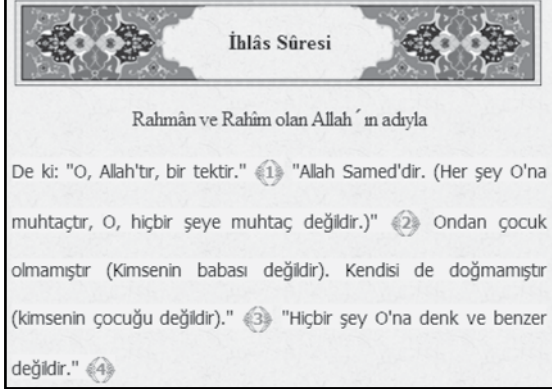 İhlâs Sûresi
Rahmân ve Rahîm olan Allah´ın adıyla
De ki: "O, Allah'tır, bir tektir." 1 "Allah Samed'dir. (Her şey O'na
muhtaçtır, O, hiçbir şeye muhtaç değildir.)" 2 Ondan çocuk
olmamıştır (Kimsenin babası değildir). Kendisi de doğmamıştır
(kimsenin çocuğu değildir)." 3 "Hiçbir şey O'na denk ve benzer
değildir." 4